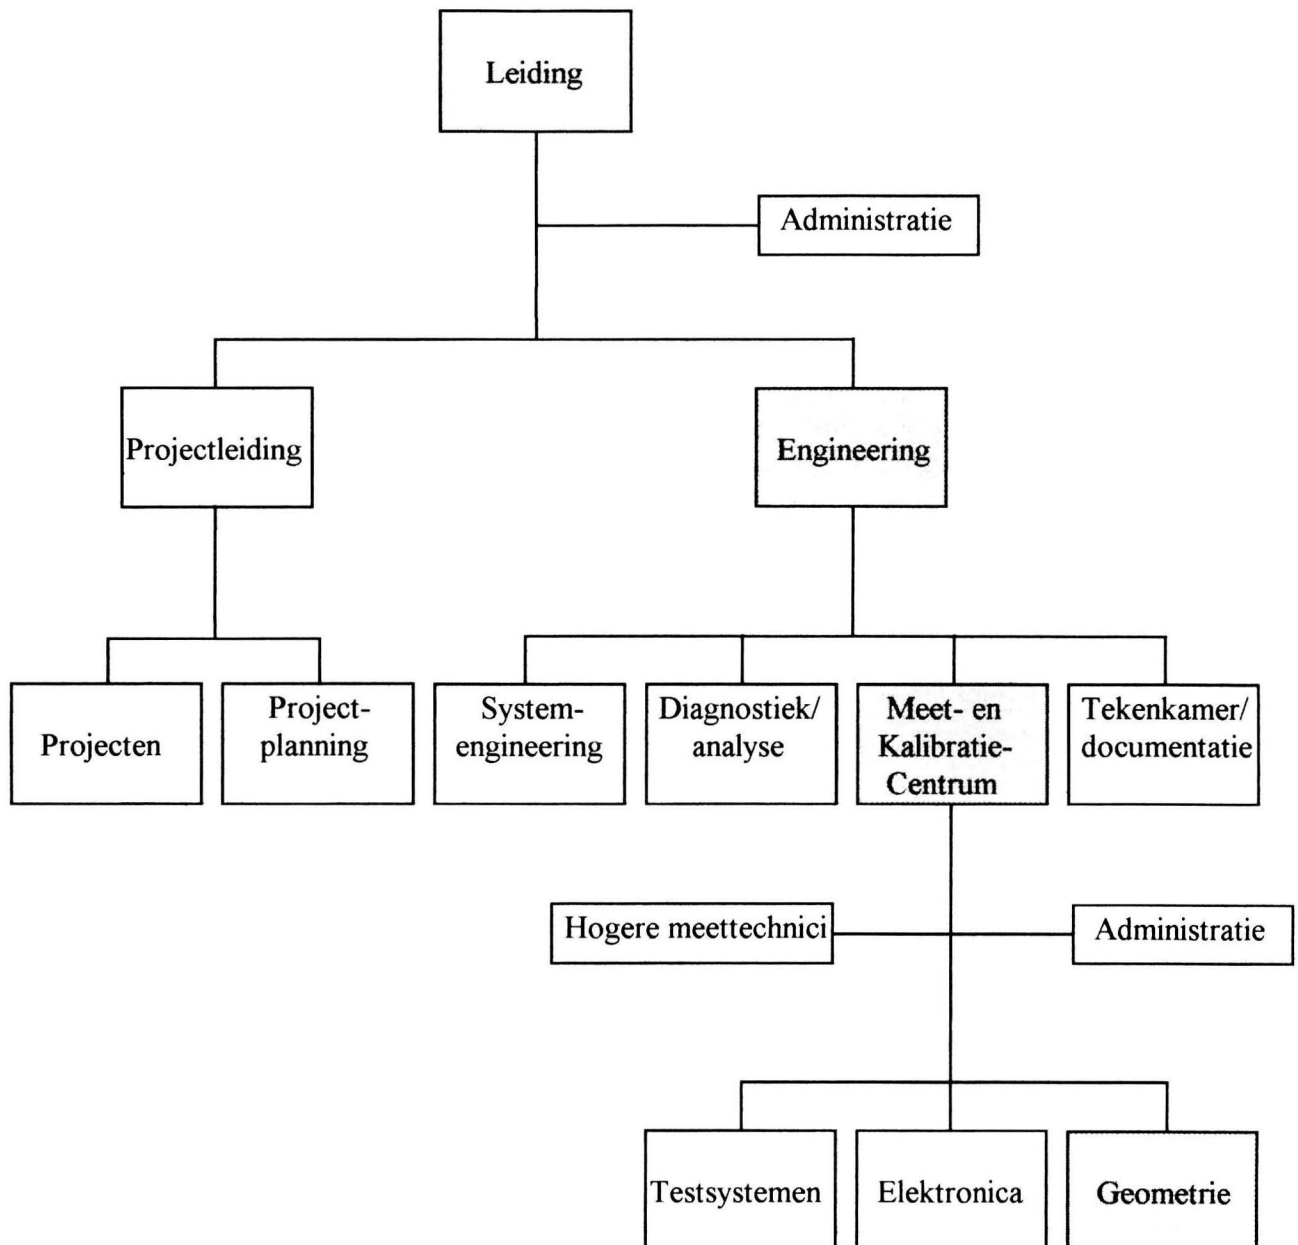 Leiding
Administratie
Projectleiding
Engineering
Projecten
Project-
planning
System-
engineering
Diagnostiek/
analyse
Meet- en
Kalibratie-
Centrum
Tekenkamer/
documentatie
Hogere meettechnici
Administratie
Testsystemen
Elektronica
Geometrie